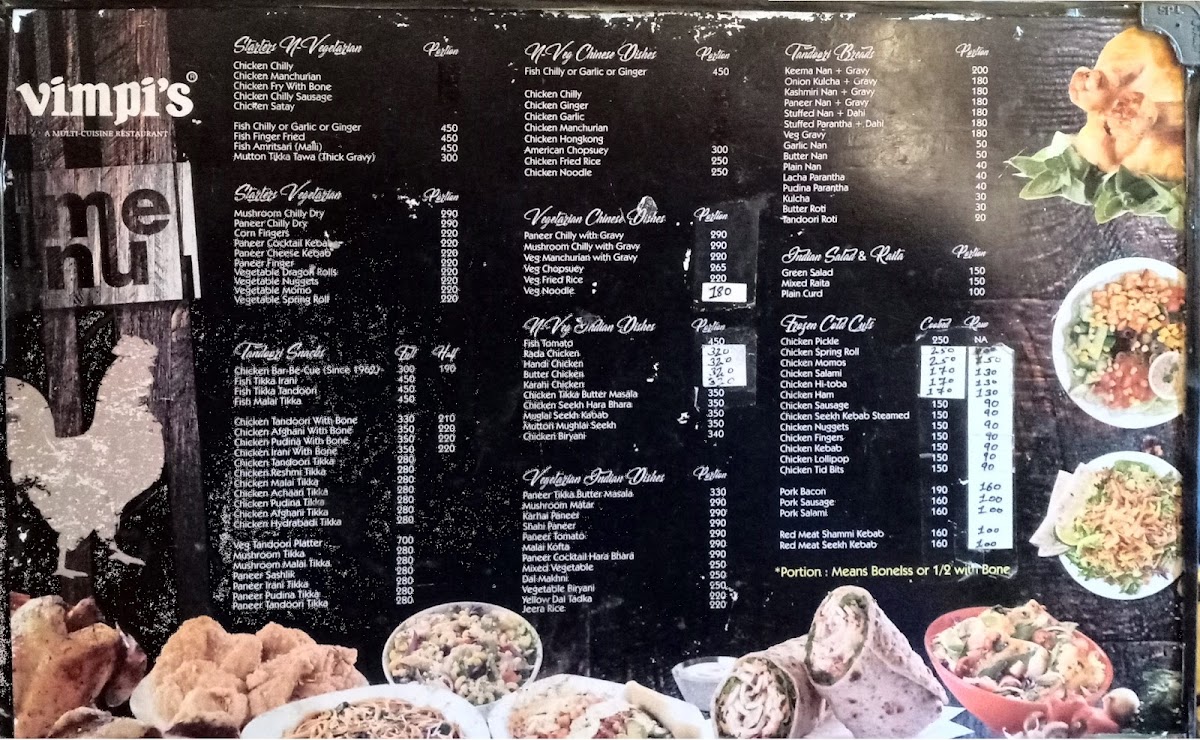 SPL
vimpi's®
A MULTI-CUISINE RESTAURANT
menu
Starters N-Vegetarian Portion
Chicken Chilly
Chicken Manchurian
Chicken Fry With Bone
Chicken Chilly Sausage
Chicken Satay
Fish Chilly or Garlic or Ginger 450
Fish Finger Fried 450
Fish Amritsari (Malli) 450
Mutton Tikka Tawa (Thick Gravy) 300
Starters Vegetarian Portion
Mushroom Chilly Dry 290
Paneer Chilly Dry 290
Corn Fingers 220
Paneer Cocktail Kebab 220
Paneer Cheese Kebab 220
Paneer Finger 220
Vegetable Dragon Rolls 220
Vegetable Nuggets 220
Vegetable Momo 220
Vegetable Spring Roll 220
Tandoori Snacks Full Half
Chicken Bar-Be-Cue (Since 1962) 300 190
Fish Tikka Irani 450
Fish Tikka Tandoori 450
Fish Malai Tikka 450
Chicken Tandoori With Bone 330 210
Chicken Afghani With Bone 350 220
Chicken Pudina With Bone 350 220
Chicken Irani With Bone 350 220
Chicken Tandoori Tikka 280
Chicken Reshmi Tikka 280
Chicken Malai Tikka 280
Chicken Achaari Tikka 280
Chicken Pudina Tikka 280
Chicken Afghani Tikka 280
Chicken Hydrabadi Tikka 280
Veg Tandoori Platter 700
Mushroom Tikka 280
Mushroom Malai Tikka 280
Paneer Sashlik 280
Paneer Irani Tikka 280
Paneer Pudina Tikka 280
Paneer Tandoori Tikka 280
N-Veg Chinese Dishes Portion
Fish Chilly or Garlic or Ginger 450
Chicken Chilly
Chicken Ginger
Chicken Garlic
Chicken Manchurian
Chicken Hongkong
American Chopsuey 300
Chicken Fried Rice 250
Chicken Noodle 250
Vegetarian Chinese Dishes Portion
Paneer Chilly with Gravy 290
Mushroom Chilly with Gravy 290
Veg Manchurian with Gravy 220
Veg Chopsuey 265
Veg Fried Rice 220
Veg Noodle 180
N-Veg Indian Dishes Portion
Fish Tomato 450
Rada Chicken 320
Handi Chicken 320
Butter Chicken 320
Karahi Chicken 320
Chicken Tikka Butter Masala 350
Chicken Seekh Hara Bhara 350
Muglai Seekh Kabab 350
Mutton Mughlai Seekh 350
Chicken Biryani 340
Vegetarian Indian Dishes Portion
Paneer Tikka Butter Masala 330
Mushroom Matar 290
Karhai Paneer 290
Shahi Paneer 290
Paneer Tomato 290
Malai Kofta 290
Paneer Cocktail Hara Bhara 290
Mixed Vegetable 250
Dal Makhni 250
Vegetable Biryani 250
Yellow Dal Tadka 220
Jeera Rice 220
Tandoori Breads Portion
Keema Nan + Gravy 200
Onion Kulcha + Gravy 180
Kashmiri Nan + Gravy 180
Paneer Nan + Gravy 180
Stuffed Nan + Dahi 180
Stuffed Parantha + Dahi 180
Veg Gravy 180
Garlic Nan 50
Butter Nan 50
Plain Nan 40
Lacha Parantha 40
Pudina Parantha 40
Kulcha 30
Butter Roti 30
Tandoori Roti 20
Indian Salad & Raita Portion
Green Salad 150
Mixed Raita 150
Plain Curd 100
Frozen Cold Cuts Cooked Raw
Chicken Pickle 250 NA
Chicken Spring Roll 250
Chicken Momos 250 150
Chicken Salami 170 130
Chicken Hi-toba 170 130
Chicken Ham 170 130
Chicken Sausage 150 90
Chicken Seekh Kebab Steamed 150 90
Chicken Nuggets 150 90
Chicken Fingers 150 90
Chicken Kebab 150 90
Chicken Lollipop 150 90
Chicken Tid Bits 150 90
Pork Bacon 190 160
Pork Sausage 160 100
Pork Salami 160 100
Red Meat Shammi Kebab 160 100
Red Meat Seekh Kebab 160 100
*Portion : Means Bonelss or 1/2 with Bone